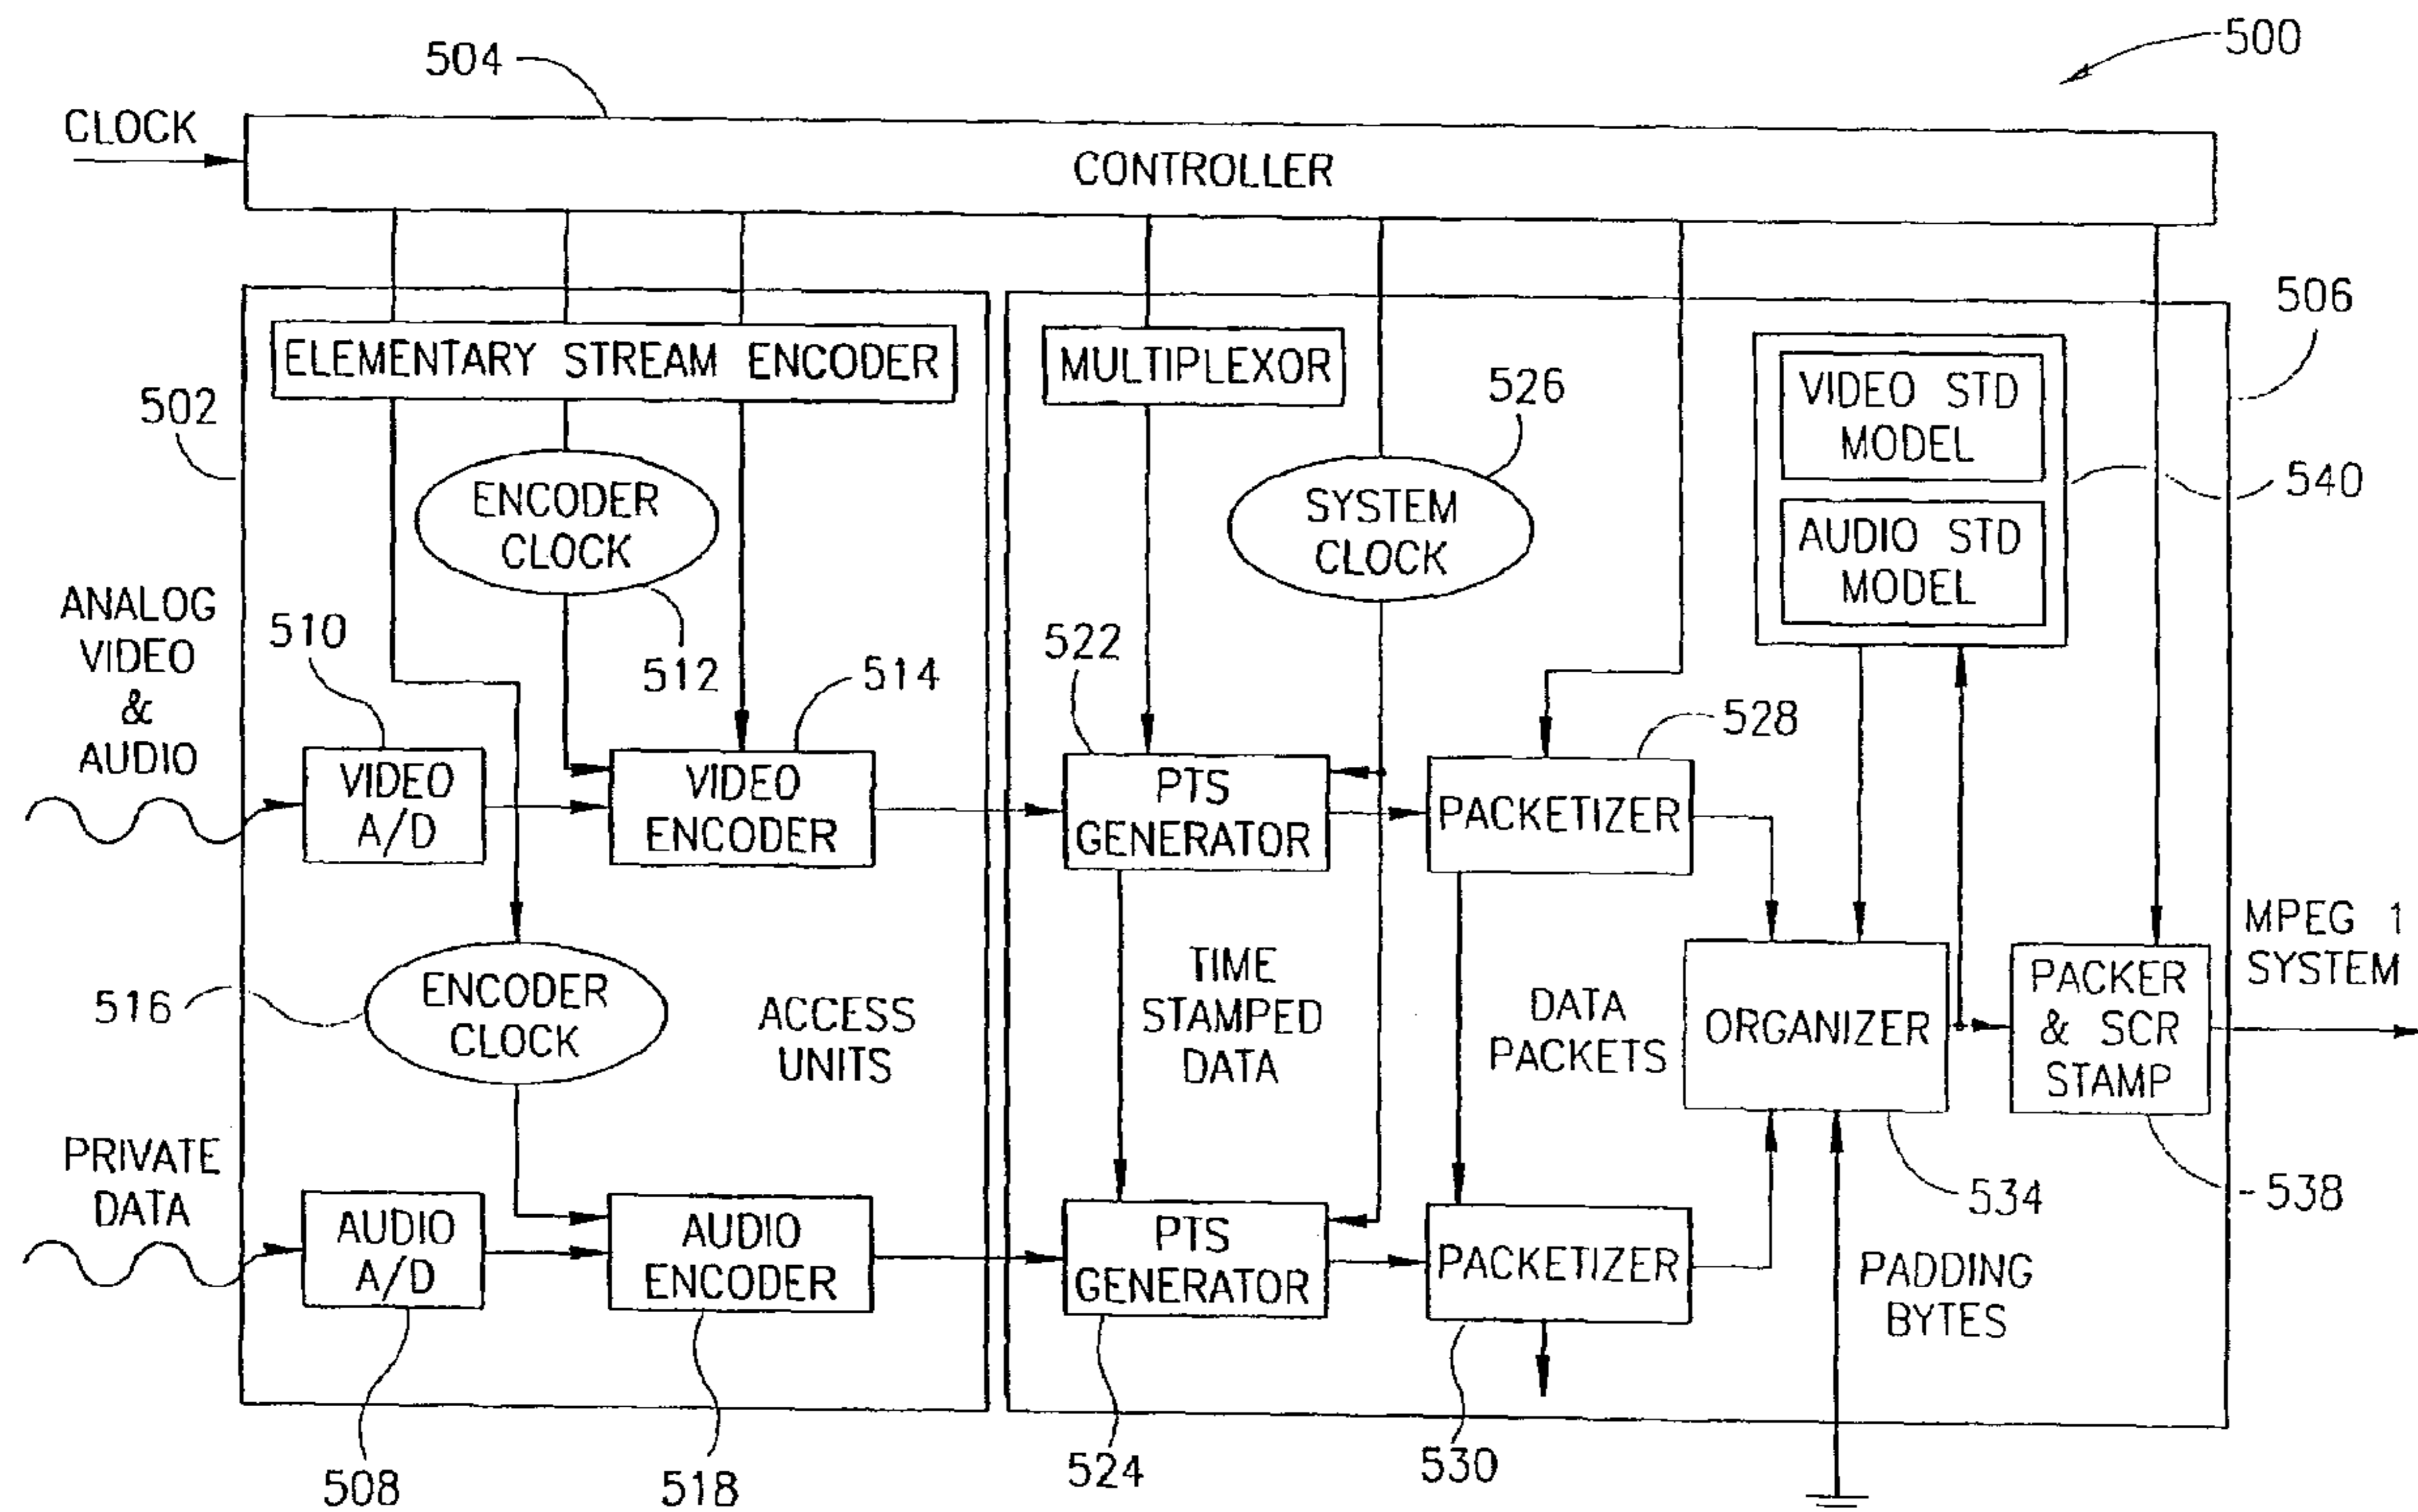 500
504
CLOCK
CONTROLLER
506
ELEMENTARY STREAM ENCODER
MULTIPLEXOR
VIDEO STD
MODEL
526
502
ENCODER
CLOCK
SYSTEM
CLOCK
540
AUDIO STD
MODEL
ANALOG
VIDEO
&
AUDIO
510
512
514
522
528
VIDEO
A/D
VIDEO
ENCODER
PTS
GENERATOR
PACKETIZER
MPEG 1
SYSTEM
516
ENCODER
CLOCK
ACCESS
UNITS
TIME
STAMPED
DATA
DATA
PACKETS
ORGANIZER
PACKER
& SCR
STAMP
PRIVATE
DATA
534
538
AUDIO
A/D
AUDIO
ENCODER
PTS
GENERATOR
PACKETIZER
PADDING
BYTES
508
518
524
530